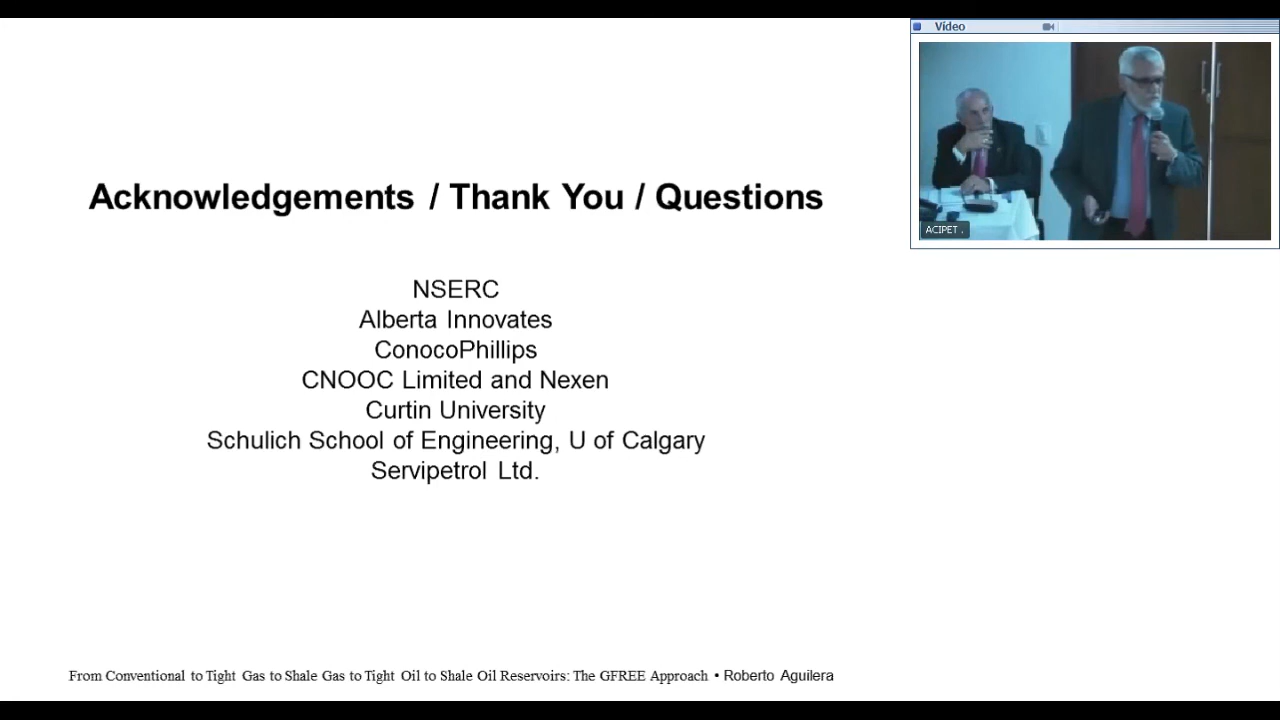 Vídeo
ACIPET .
Acknowledgements / Thank You / Questions
NSERC
Alberta Innovates
ConocoPhillips
CNOOC Limited and Nexen
Curtin University
Schulich School of Engineering, U of Calgary
Servipetrol Ltd.
From Conventional to Tight Gas to Shale Gas to Tight Oil to Shale Oil Reservoirs: The GFREE Approach • Roberto Aguilera